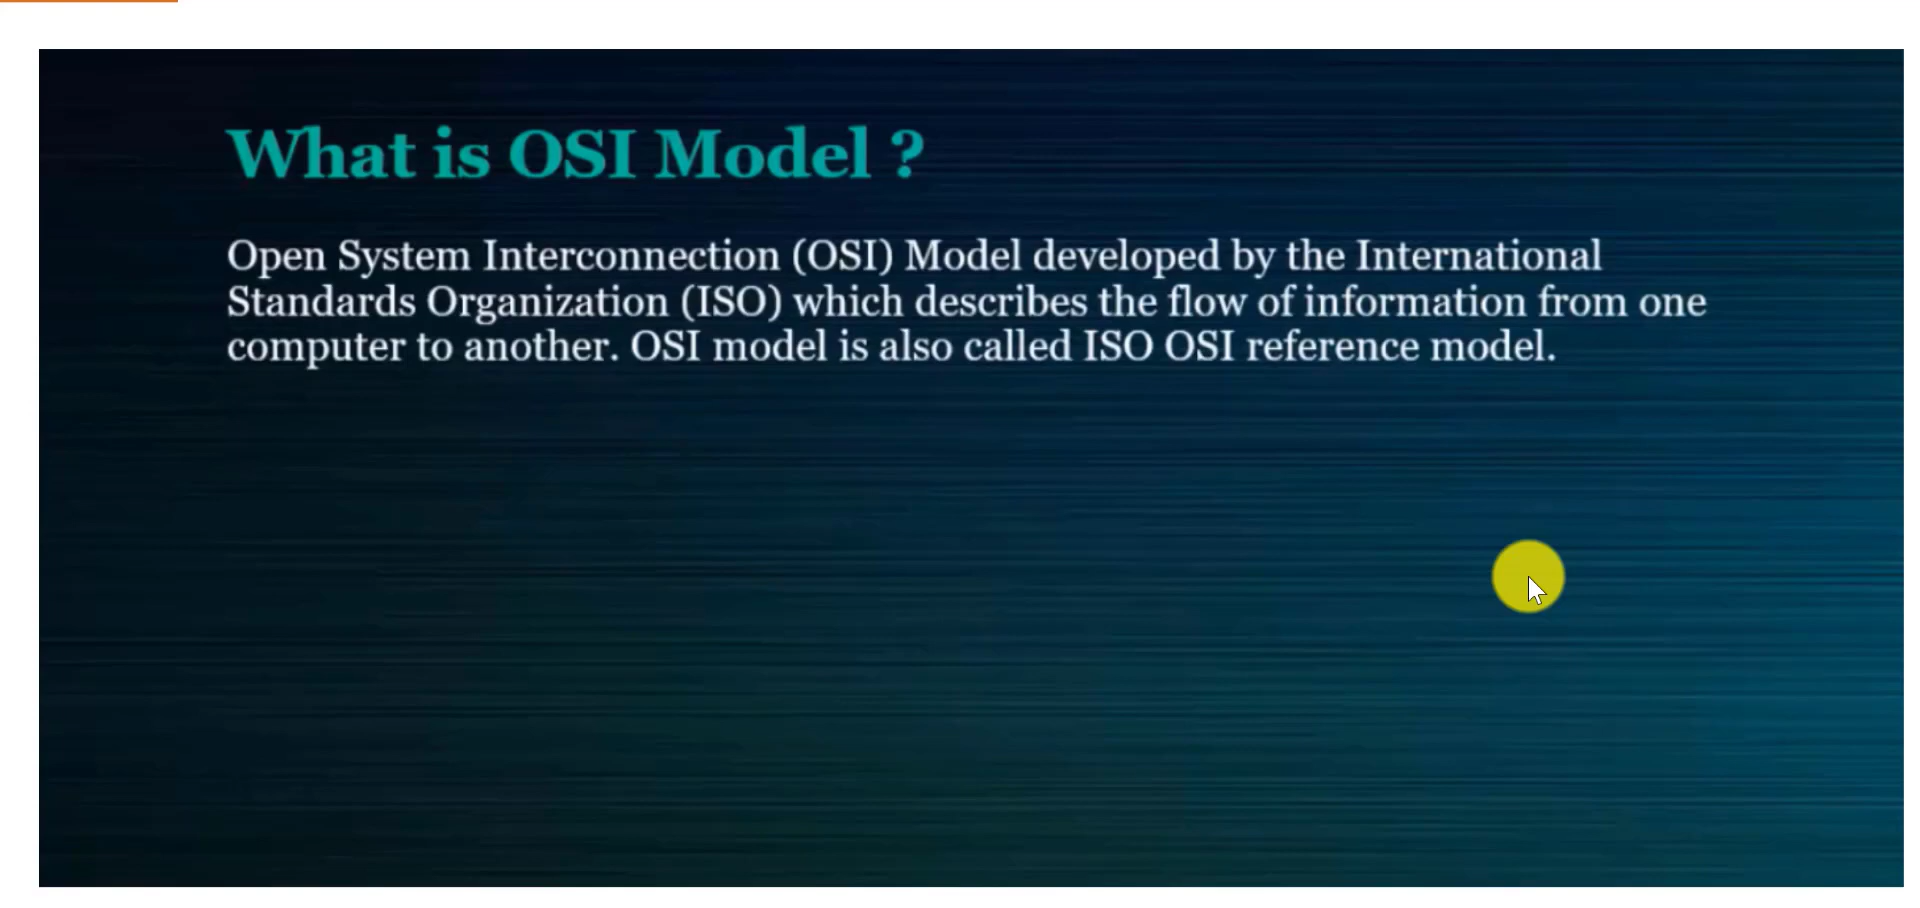 What is OSI Model ?
Open System Interconnection (OSI) Model developed by the International
Standards Organization (ISO) which describes the flow of information from one
computer to another. OSI model is also called ISO OSI reference model.